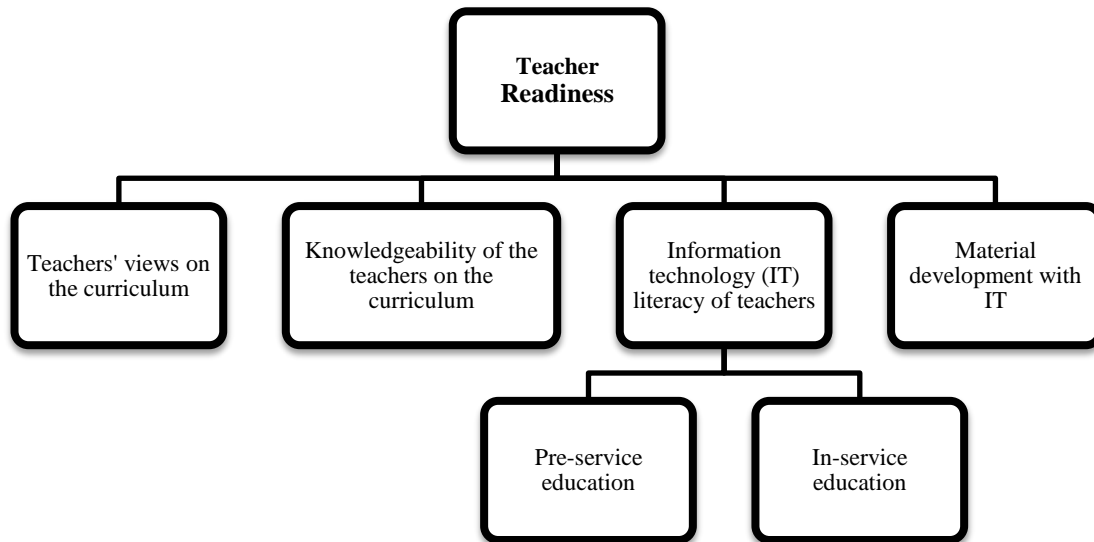 Teacher
Readiness
Teachers' views on
the curriculum
Knowledgeability of the
teachers on the
curriculum
Information
technology (IT)
literacy of teachers
Material
development with
IT
Pre-service
education
In-service
education